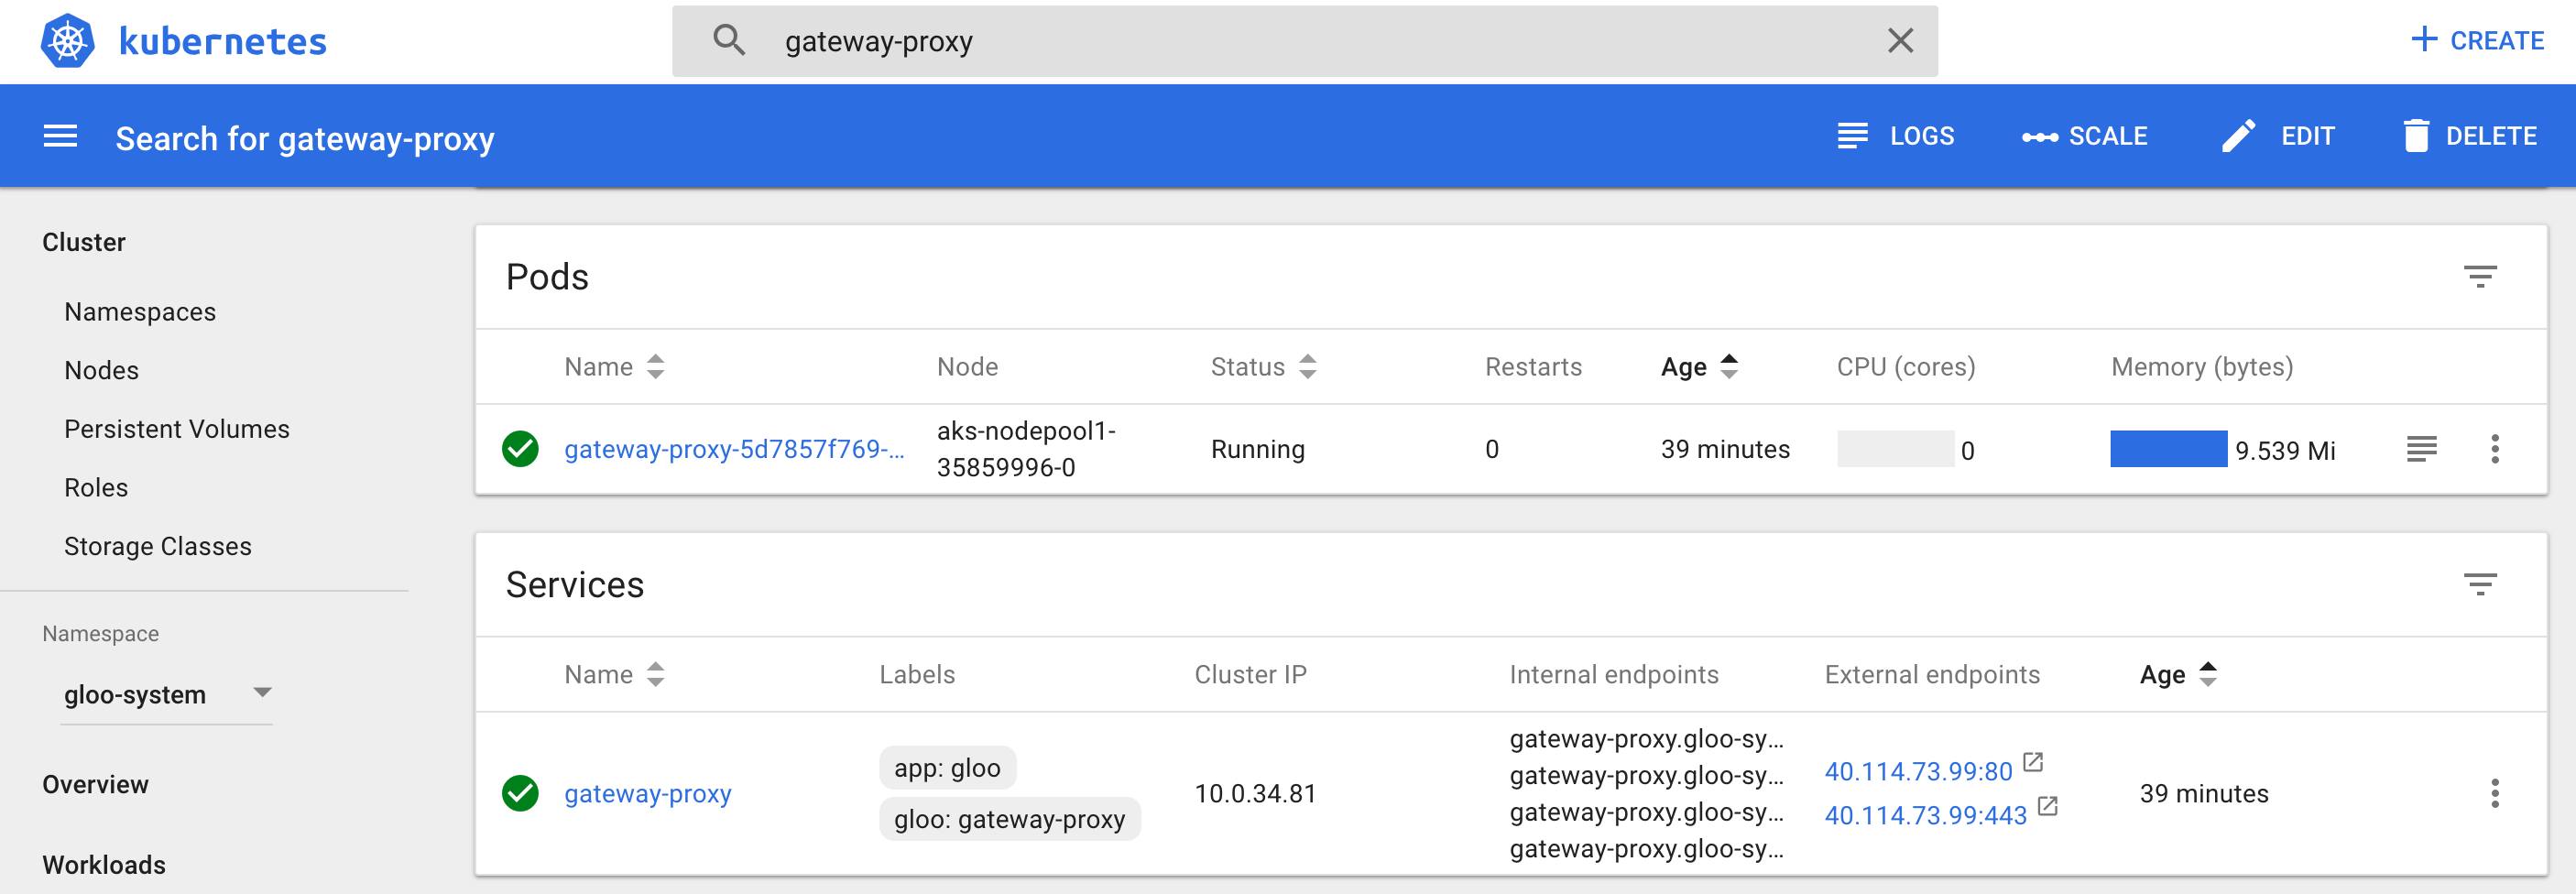 kubernetes
gateway-proxy
CREATE
Search for gateway-proxy
LOGS
SCALE
EDIT
DELETE
Cluster
Namespaces
Nodes
Persistent Volumes
Roles
Storage Classes
Namespace
gloo-system
Overview
Workloads
Pods
Name Node Status Restarts Age CPU (cores) Memory (bytes)
gateway-proxy-5d7857f769-... aks-nodepool1-
35859996-0 Running 0 39 minutes 0 9.539 Mi
Services
Name Labels Cluster IP Internal endpoints External endpoints Age
gateway-proxy
app: gloo
gloo: gateway-proxy
10.0.34.81
gateway-proxy.gloo-sy...
gateway-proxy.gloo-sy...
gateway-proxy.gloo-sy...
gateway-proxy.gloo-sy...
40.114.73.99:80
40.114.73.99:443
39 minutes